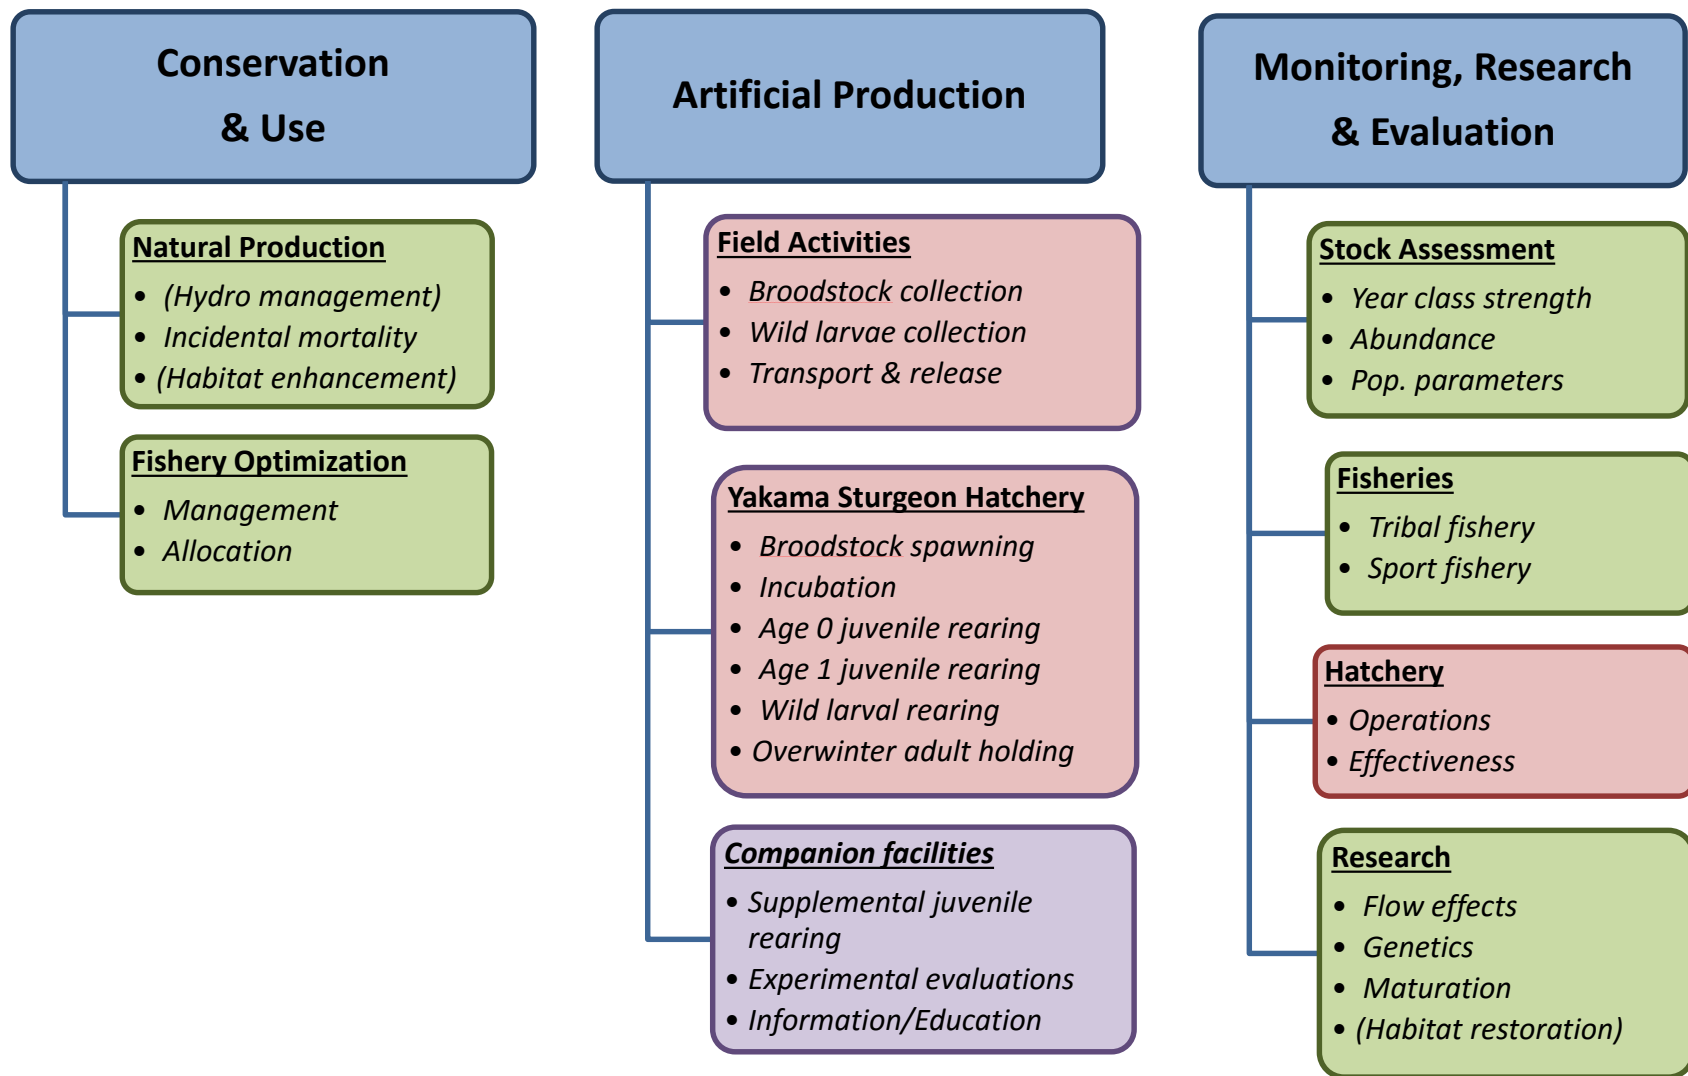 Conservation
& Use
Natural Production
• (Hydro management)
• Incidental mortality
• (Habitat enhancement)
Fishery Optimization
• Management
• Allocation
Artificial Production
Field Activities
• Broodstock collection
• Wild larvae collection
• Transport & release
Yakama Sturgeon Hatchery
• Broodstock spawning
• Incubation
• Age 0 juvenile rearing
• Age 1 juvenile rearing
• Wild larval rearing
• Overwinter adult holding
Companion facilities
• Supplemental juvenile
rearing
• Experimental evaluations
• Information/Education
Monitoring, Research
& Evaluation
Stock Assessment
• Year class strength
• Abundance
• Pop. parameters
Fisheries
• Tribal fishery
• Sport fishery
Hatchery
• Operations
• Effectiveness
Research
• Flow effects
• Genetics
• Maturation
• (Habitat restoration)